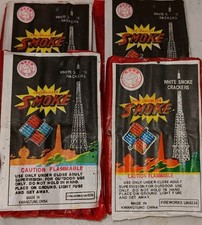 SMOKE
WHITE SMOKE
CRACKERS
WHITE SMOKE
CRACKERS
SMOKE
CAUTION: FLAMMABLE
USE ONLY UNDER CLOSE ADULT
SUPERVISION. FOR OUTDOOR USE
ONLY. DO NOT HOLD IN HAND.
PLACE ON GROUND, LIGHT FUSE
AND GET AWAY.
MADE IN
KWANGTUNG CHINA
WHITE SMOKE
CRACKERS
SMOKE
CAUTION: FLAMMABLE
USE ONLY UNDER CLOSE ADULT
SUPERVISION. FOR OUTDOOR USE
ONLY. DO NOT HOLD IN HAND.
PLACE ON GROUND, LIGHT FUSE
AND GET AWAY.
MADE IN
KWANGTUNG CHINA